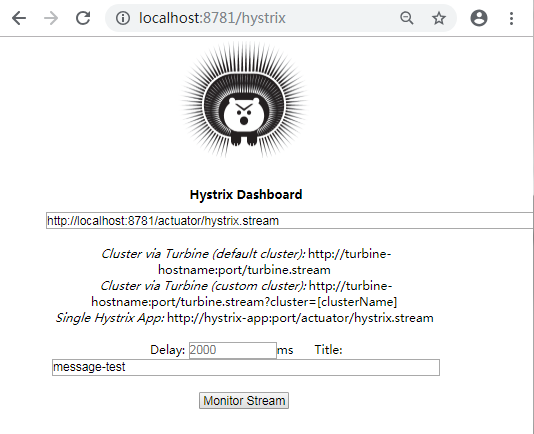 localhost:8781/hystrix
Hystrix Dashboard
http://localhost:8781/actuator/hystrix.stream
Cluster via Turbine (default cluster): http://turbine-
hostname:port/turbine.stream
Cluster via Turbine (custom cluster): http://turbine-
hostname:port/turbine.stream?cluster=[clusterName]
Single Hystrix App: http://hystrix-app:port/actuator/hystrix.stream
Delay: 2000 ms Title:
message-test
Monitor Stream